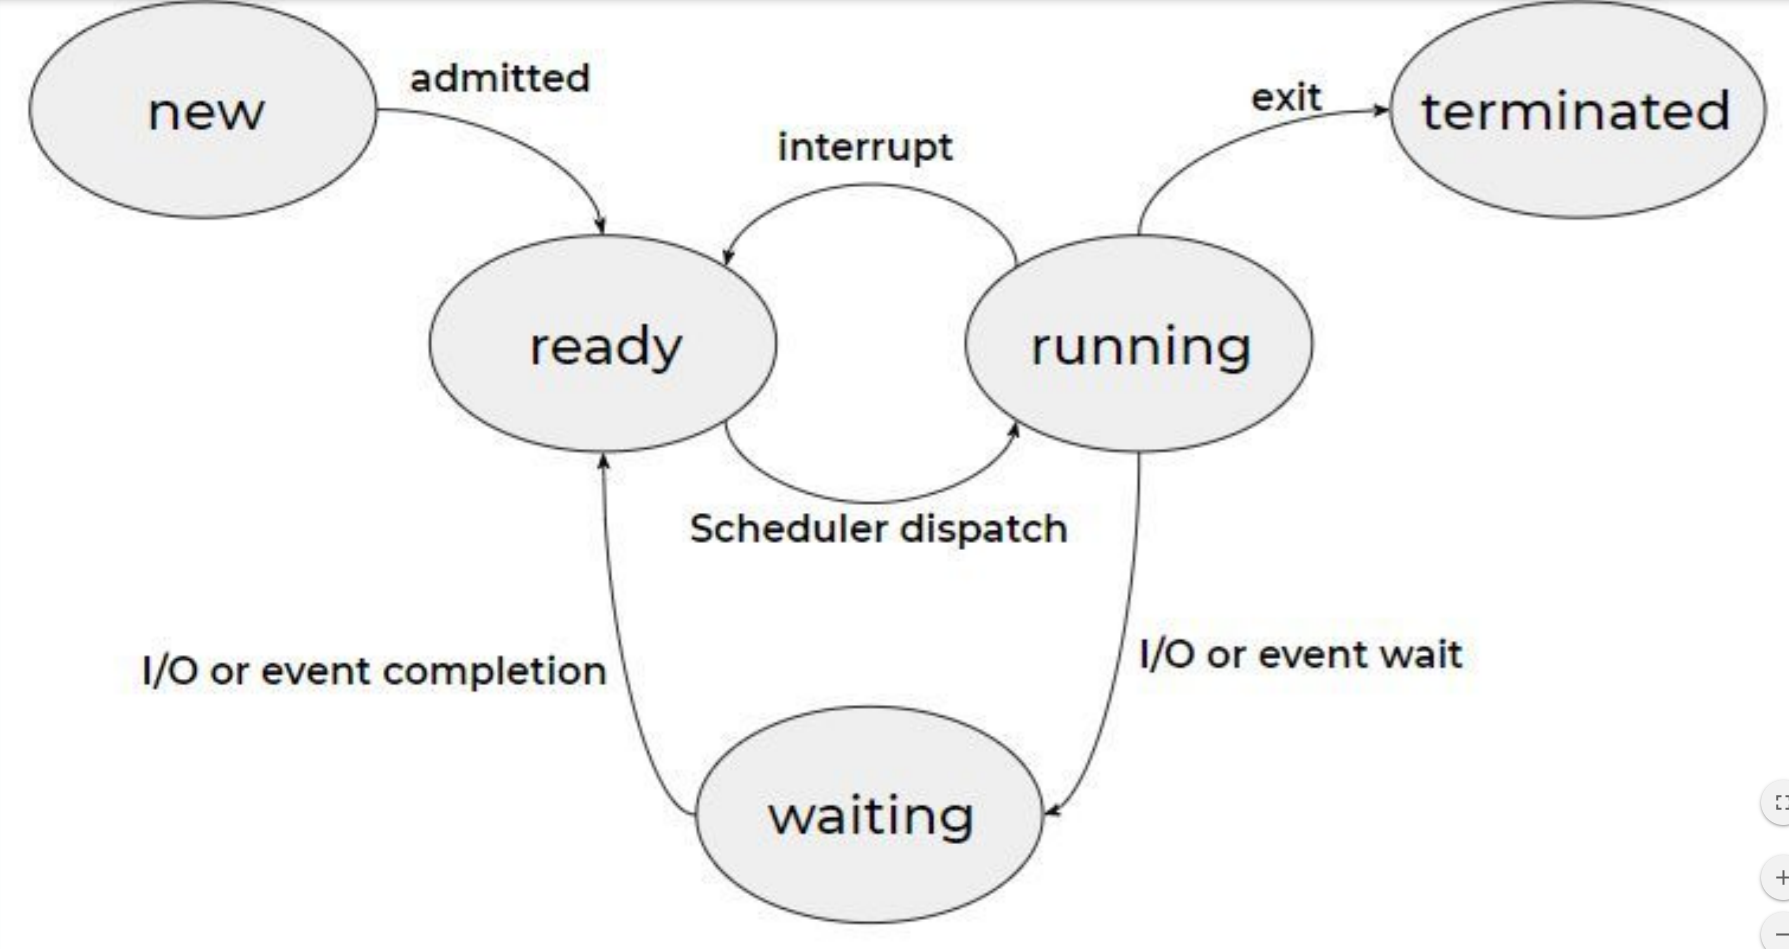 new
admitted
exit
terminated
interrupt
ready
running
Scheduler dispatch
I/O or event completion
I/O or event wait
waiting